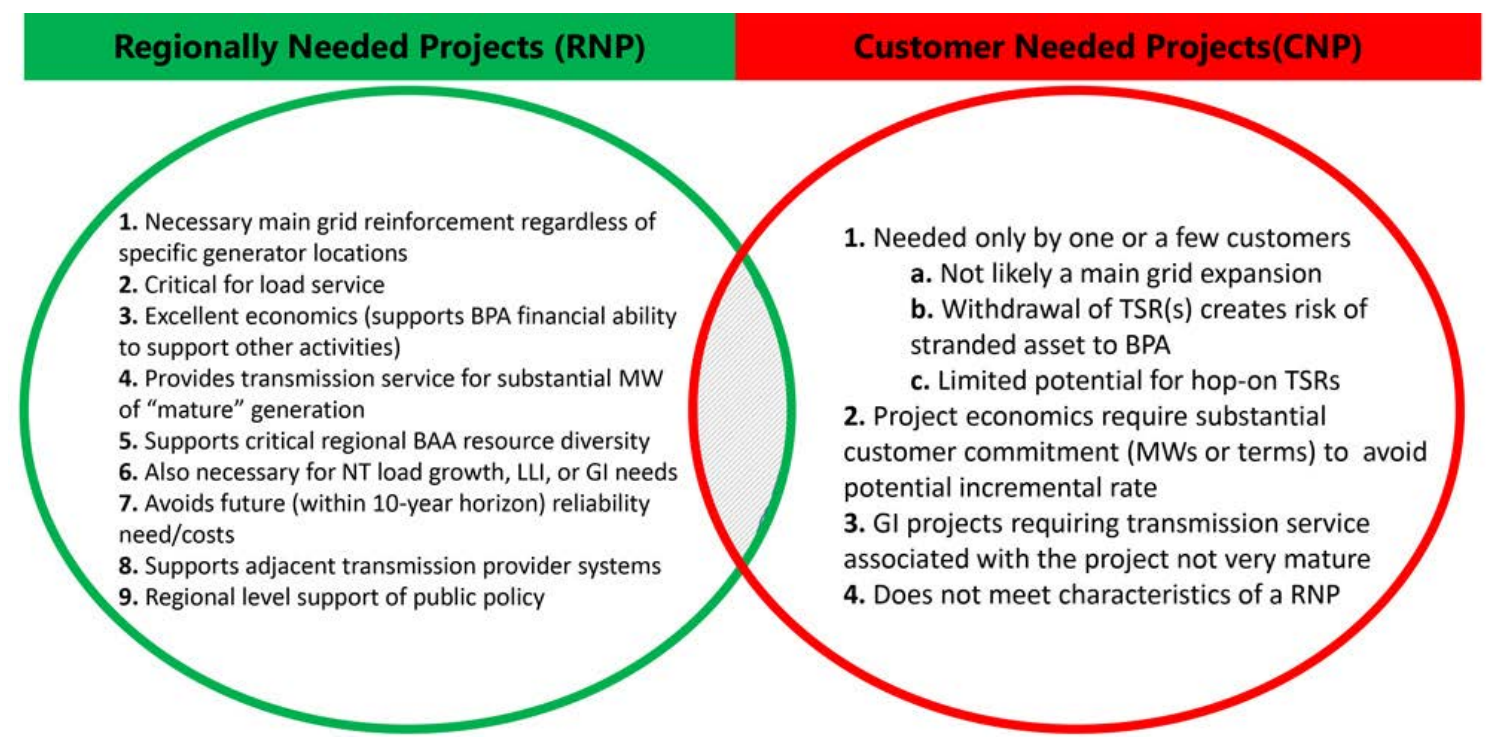 Regionally Needed Projects (RNP)
Customer Needed Projects(CNP)
1. Necessary main grid reinforcement regardless of
specific generator locations
2. Critical for load service
3. Excellent economics (supports BPA financial ability
to support other activities)
4. Provides transmission service for substantial MW
of “mature” generation
5. Supports critical regional BAA resource diversity
6. Also necessary for NT load growth, LLI, or GI needs
7. Avoids future (within 10-year horizon) reliability
need/costs
8. Supports adjacent transmission provider systems
9. Regional level support of public policy
1. Needed only by one or a few customers
a. Not likely a main grid expansion
b. Withdrawal of TSR(s) creates risk of
stranded asset to BPA
c. Limited potential for hop-on TSRs
2. Project economics require substantial
customer commitment (MWs or terms) to avoid
potential incremental rate
3. GI projects requiring transmission service
associated with the project not very mature
4. Does not meet characteristics of a RNP